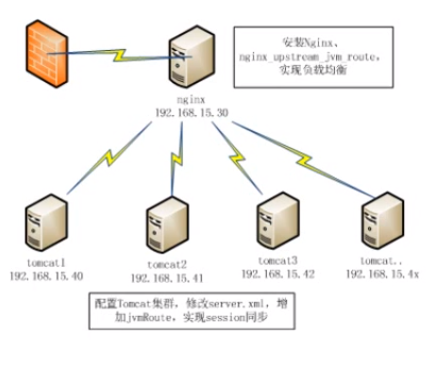 安装Nginx、
nginx_upstream_jvm_route,
实现负载均衡
nginx
192.168.15.30
tomcat1
192.168.15.40
tomcat2
192.168.15.41
tomcat3
192.168.15.42
tomcat..
192.168.15.4x
配置Tomcat集群，修改server.xml，增
加jvmRoute，实现session同步